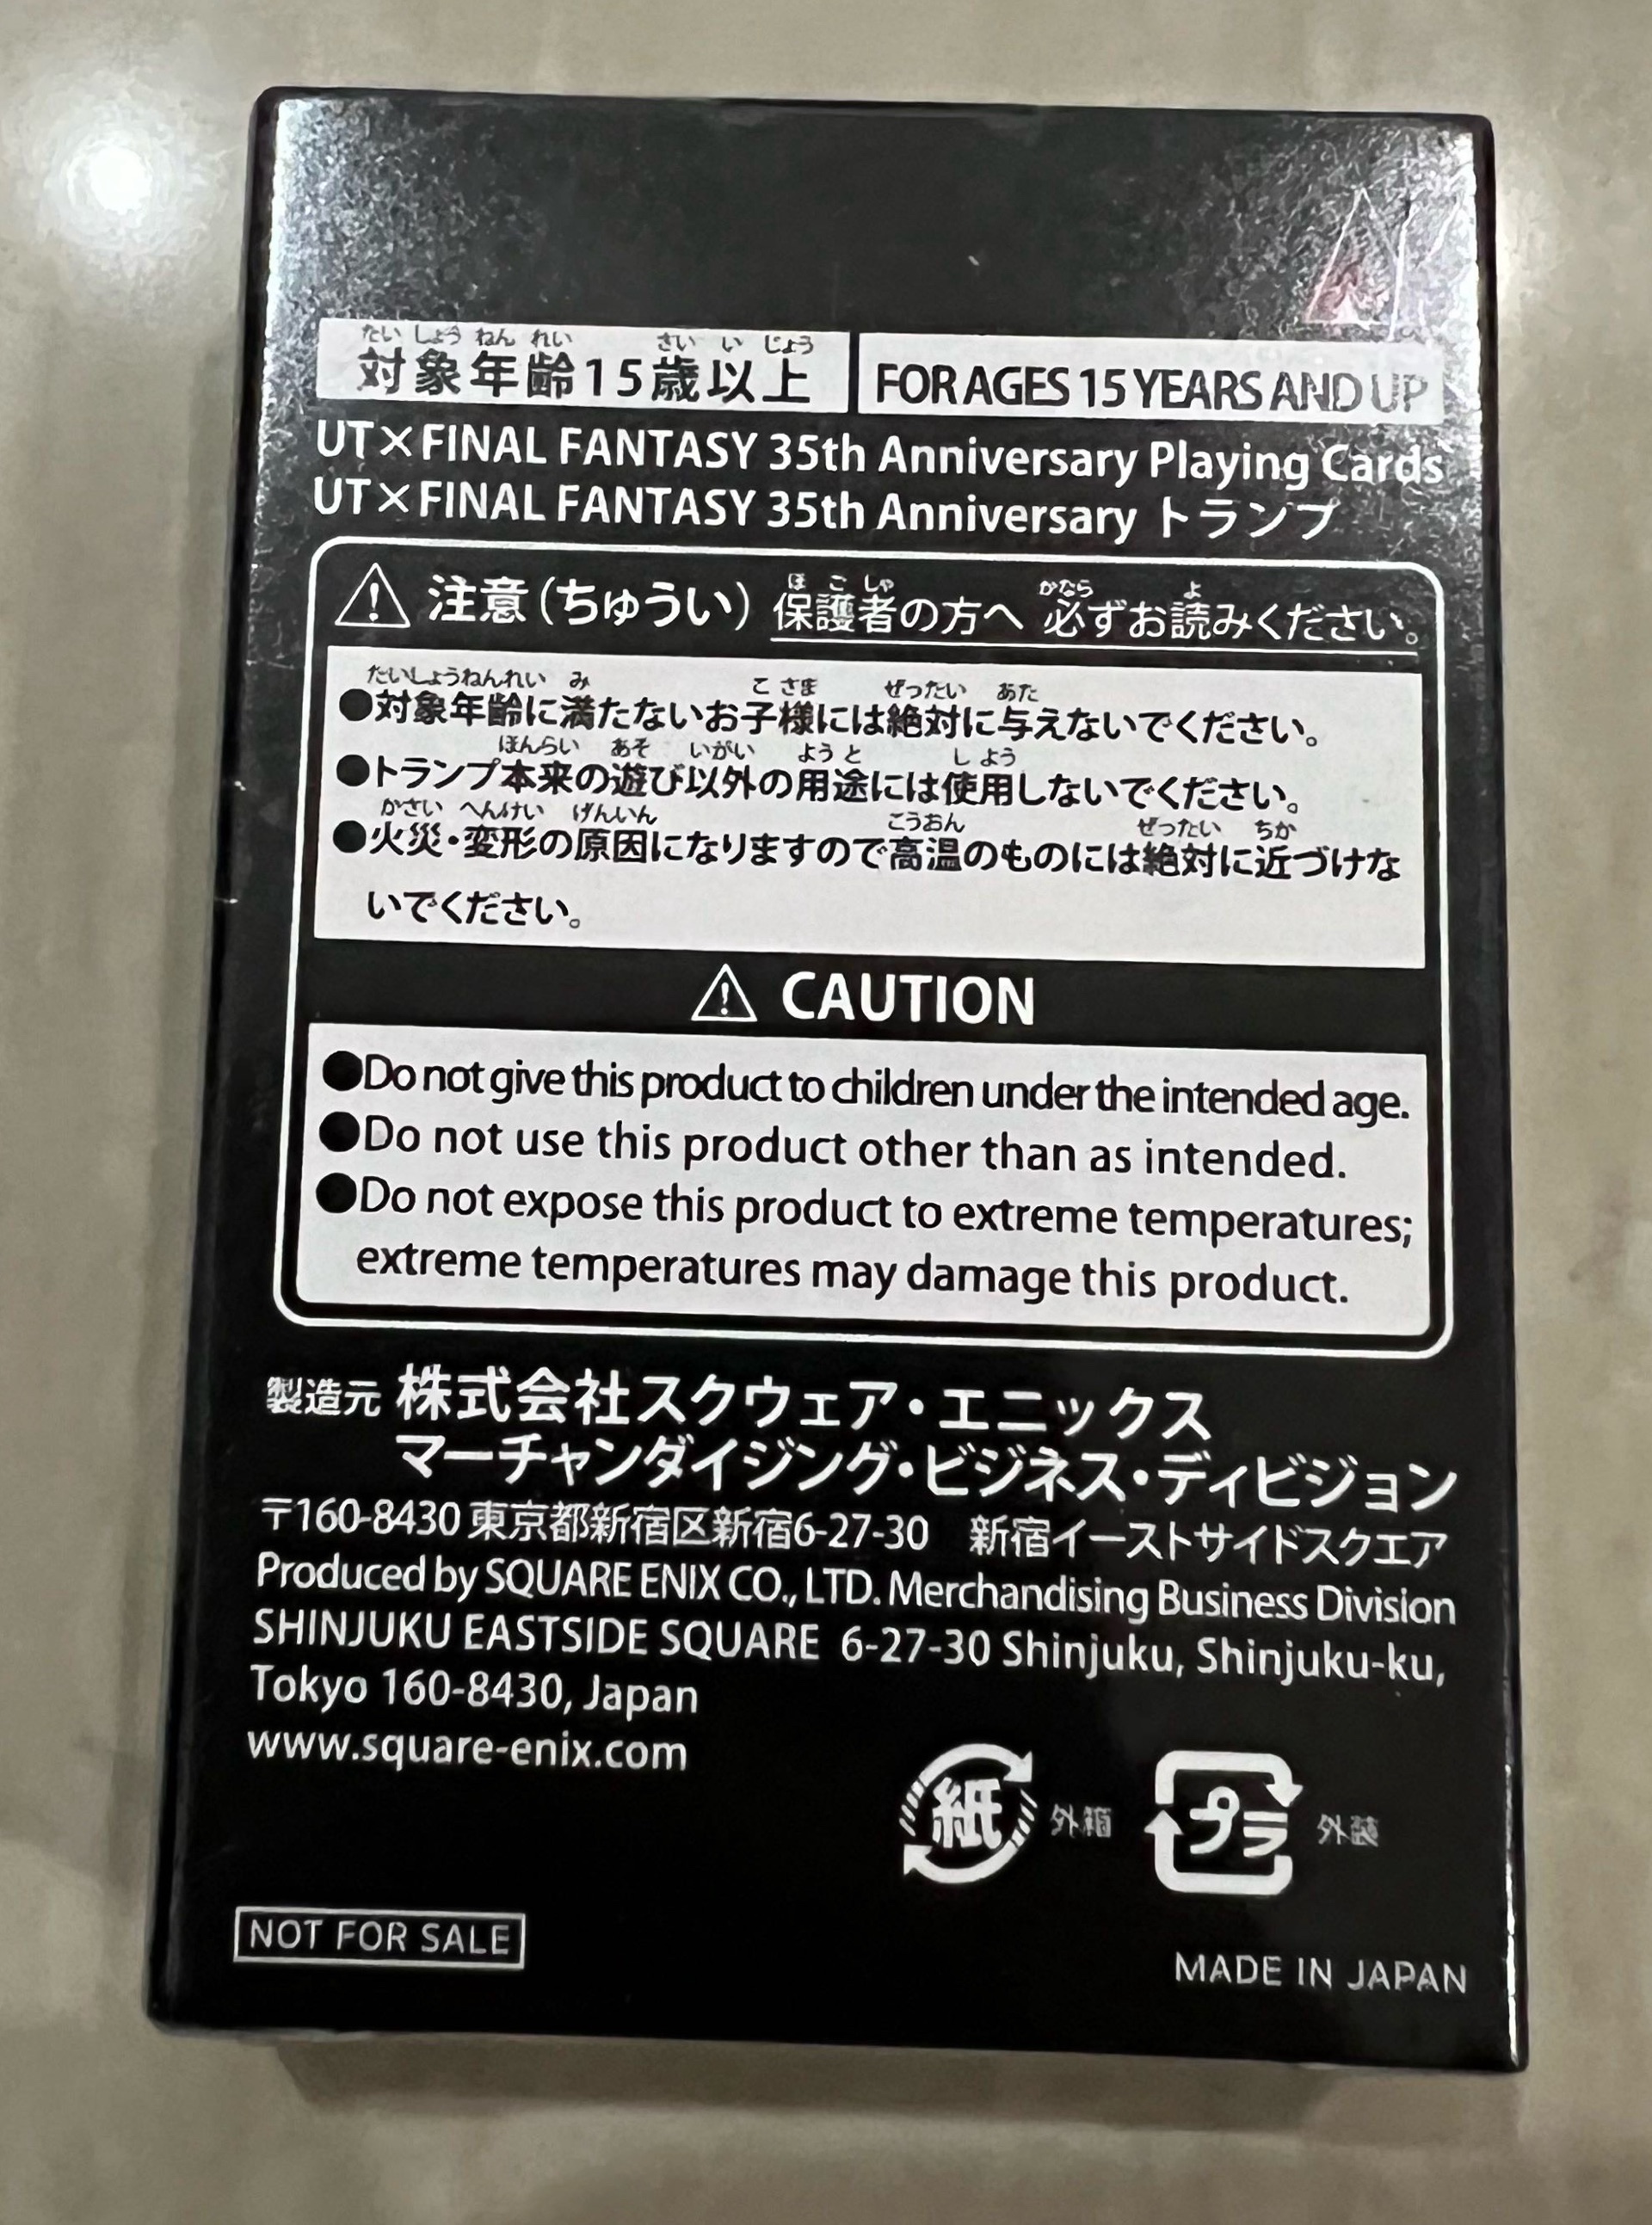 たいしょうねんれい さいいじょう
対象年齢15歳以上 FOR AGES 15 YEARS AND UP
UT×FINAL FANTASY 35th Anniversary Playing Cards
UT×FINAL FANTASY 35th Anniversary トランプ
ほごしゃ かなら よ
⚠ 注意(ちゅうい) 保護者の方へ 必ずお読みください。
たいしょうねんれい み こ さま ぜったい あた
●対象年齢に満たないお子様には絶対に与えないでください。
ほんらい あそ いがい ようと しよう
●トランプ本来の遊び以外の用途には使用しないでください。
かさい へんけい げんいん こうおん ぜったい ちか
●火災・変形の原因になりますので高温のものには絶対に近づけな
いでください。
⚠ CAUTION
●Do not give this product to children under the intended age.
●Do not use this product other than as intended.
●Do not expose this product to extreme temperatures;
extreme temperatures may damage this product.
製造元 株式会社スクウェア・エニックス
マーチャンダイジング・ビジネス・ディビジョン
〒160-8430 東京都新宿区新宿6-27-30 新宿イーストサイドスクエア
Produced by SQUARE ENIX CO., LTD. Merchandising Business Division
SHINJUKU EASTSIDE SQUARE 6-27-30 Shinjuku, Shinjuku-ku,
Tokyo 160-8430, Japan
www.square-enix.com
紙 外箱 プラ 外装
NOT FOR SALE
MADE IN JAPAN